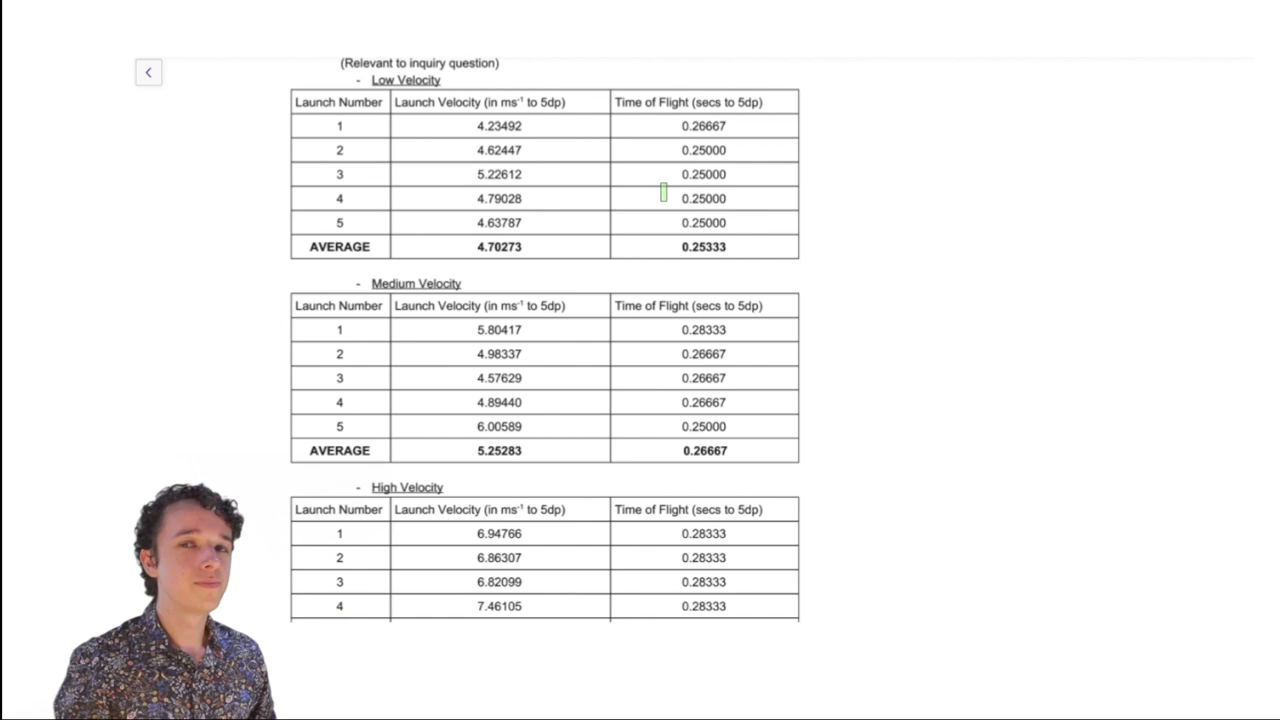 (Relevant to inquiry question)
- Low Velocity
Launch Number Launch Velocity (in ms⁻¹ to 5dp) Time of Flight (secs to 5dp)
1 4.23492 0.26667
2 4.62447 0.25000
3 5.22612 0.25000
4 4.79028 0.25000
5 4.63787 0.25000
AVERAGE 4.70273 0.25333
- Medium Velocity
Launch Number Launch Velocity (in ms⁻¹ to 5dp) Time of Flight (secs to 5dp)
1 5.80417 0.28333
2 4.98337 0.26667
3 4.57629 0.26667
4 4.89440 0.26667
5 6.00589 0.25000
AVERAGE 5.25283 0.26667
- High Velocity
Launch Number Launch Velocity (in ms⁻¹ to 5dp) Time of Flight (secs to 5dp)
1 6.94766 0.28333
2 6.86307 0.28333
3 6.82099 0.28333
4 7.46105 0.28333